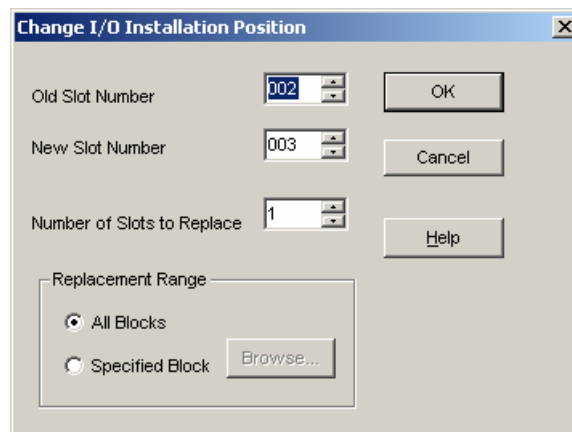 Change I/O Installation Position
Old Slot Number 002 OK
New Slot Number 003 Cancel
Number of Slots to Replace 1 Help
Replacement Range
All Blocks
Specified Block Browse...